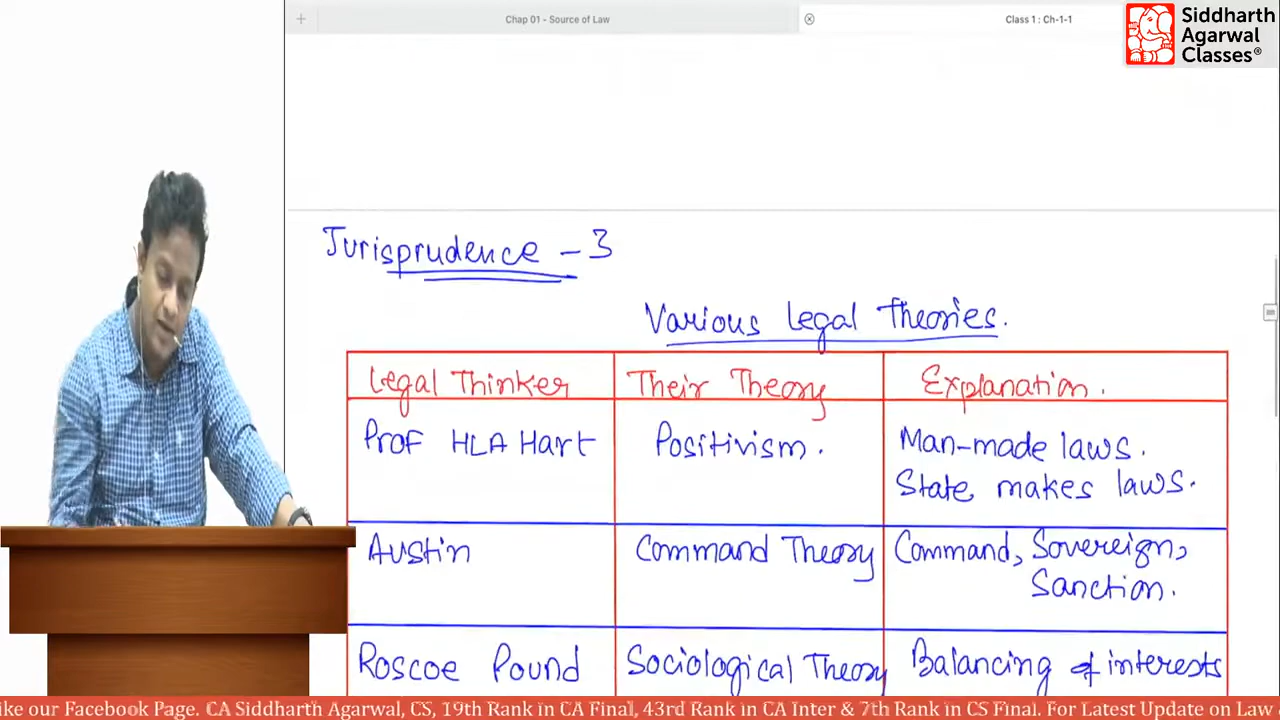 Chap 01 - Source of Law
Class 1 : Ch-1-1
Siddharth
Agarwal
Classes®
Jurisprudence - 3
Various Legal Theories.
Legal Thinker Their Theory Explanation.
Prof HLA Hart Positivism. Man-made laws.
State makes laws.
Austin Command Theory Command, Sovereign,
Sanction.
Roscoe Pound Sociological Theory Balancing of interests
ike our Facebook Page. CA Siddharth Agarwal, CS, 19th Rank in CA Final, 43rd Rank in CA Inter & 7th Rank in CS Final. For Latest Update on Law